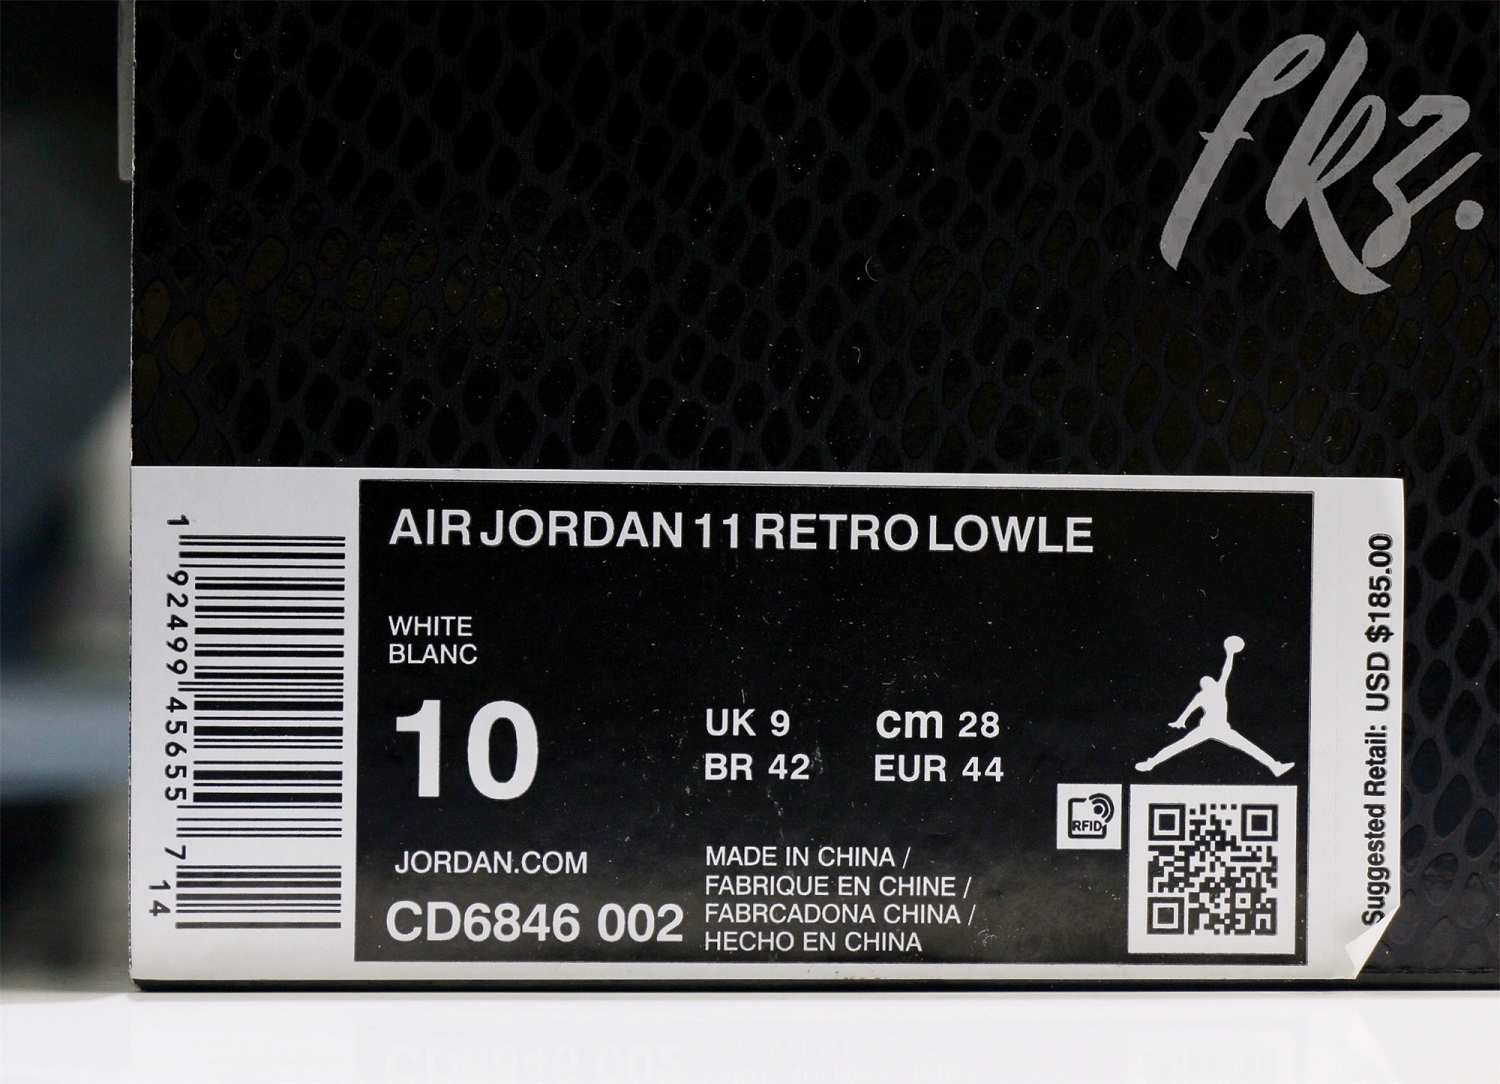 fkz.
AIR JORDAN 11 RETRO LOWLE
WHITE
BLANC
10
UK 9
cm 28
BR 42
EUR 44
RFID
JORDAN.COM
CD6846 002
MADE IN CHINA /
FABRIQUE EN CHINE /
FABRCADONA CHINA /
HECHO EN CHINA
1 92499 45655 7 14
Suggested Retail: USD $185.00